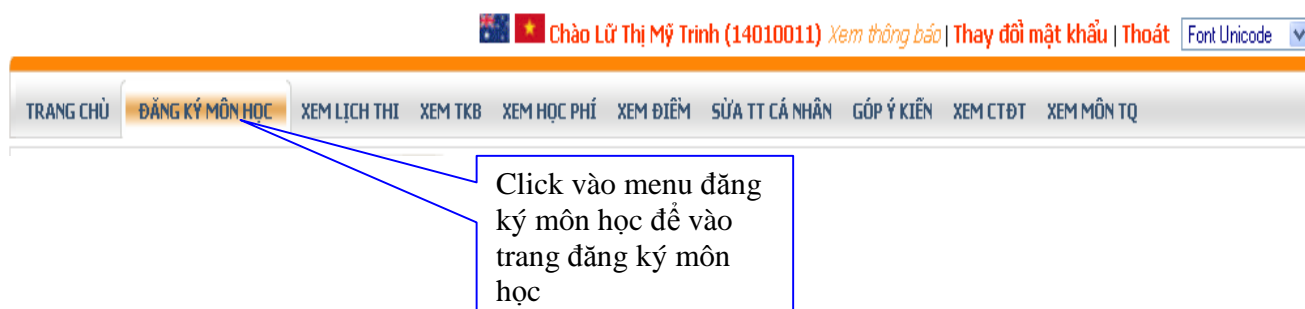 Chào Lữ Thị Mỹ Trinh (14010011) Xem thông báo | Thay đổi mật khẩu | Thoát Font Unicode
TRANG CHỦ ĐĂNG KÝ MÔN HỌC XEM LỊCH THI XEM TKB XEM HỌC PHÍ XEM ĐIỂM SỬA TT CÁ NHÂN GÓP Ý KIẾN XEM CTĐT XEM MÔN TQ
Click vào menu đăng
ký môn học để vào
trang đăng ký môn
học